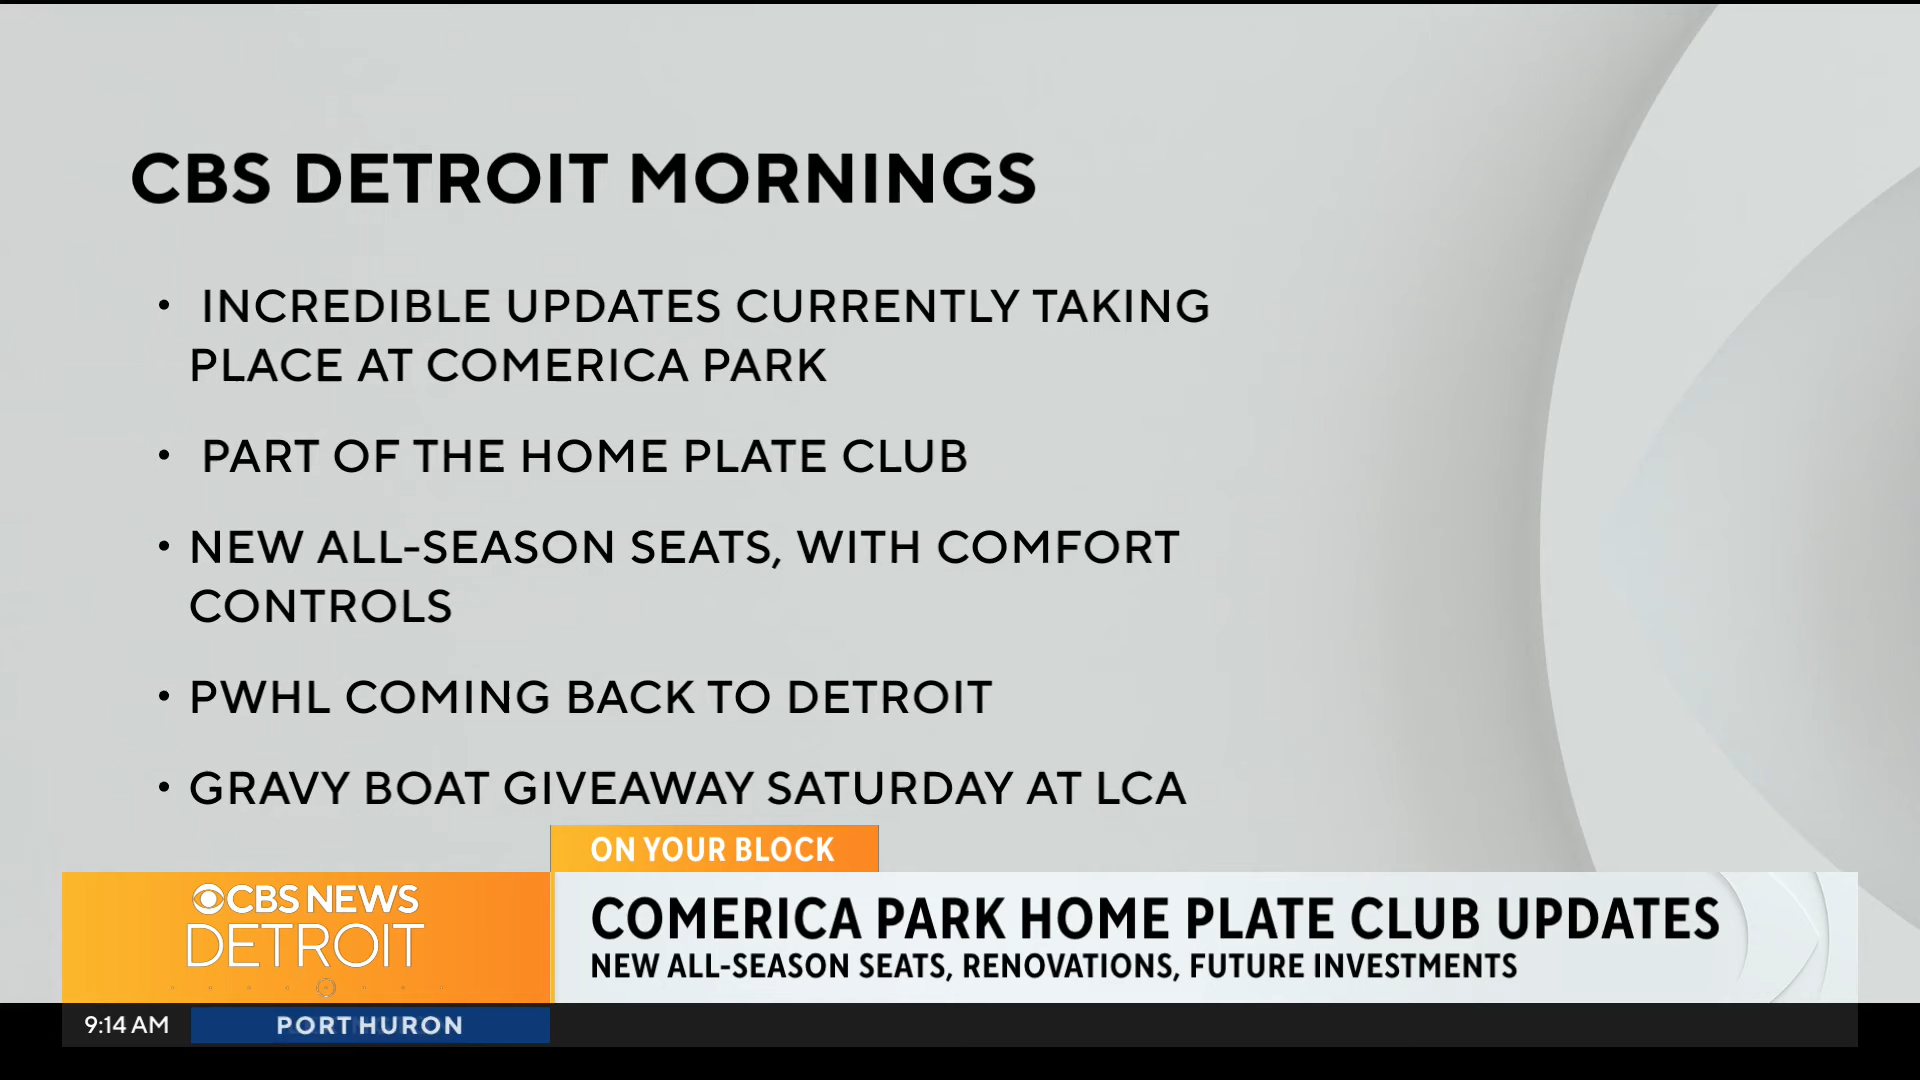 CBS DETROIT MORNINGS
• INCREDIBLE UPDATES CURRENTLY TAKING
PLACE AT COMERICA PARK
• PART OF THE HOME PLATE CLUB
• NEW ALL-SEASON SEATS, WITH COMFORT
CONTROLS
• PWHL COMING BACK TO DETROIT
• GRAVY BOAT GIVEAWAY SATURDAY AT LCA
ON YOUR BLOCK
CBS NEWS
DETROIT
COMERICA PARK HOME PLATE CLUB UPDATES
NEW ALL-SEASON SEATS, RENOVATIONS, FUTURE INVESTMENTS
9:14 AM
PORT HURON